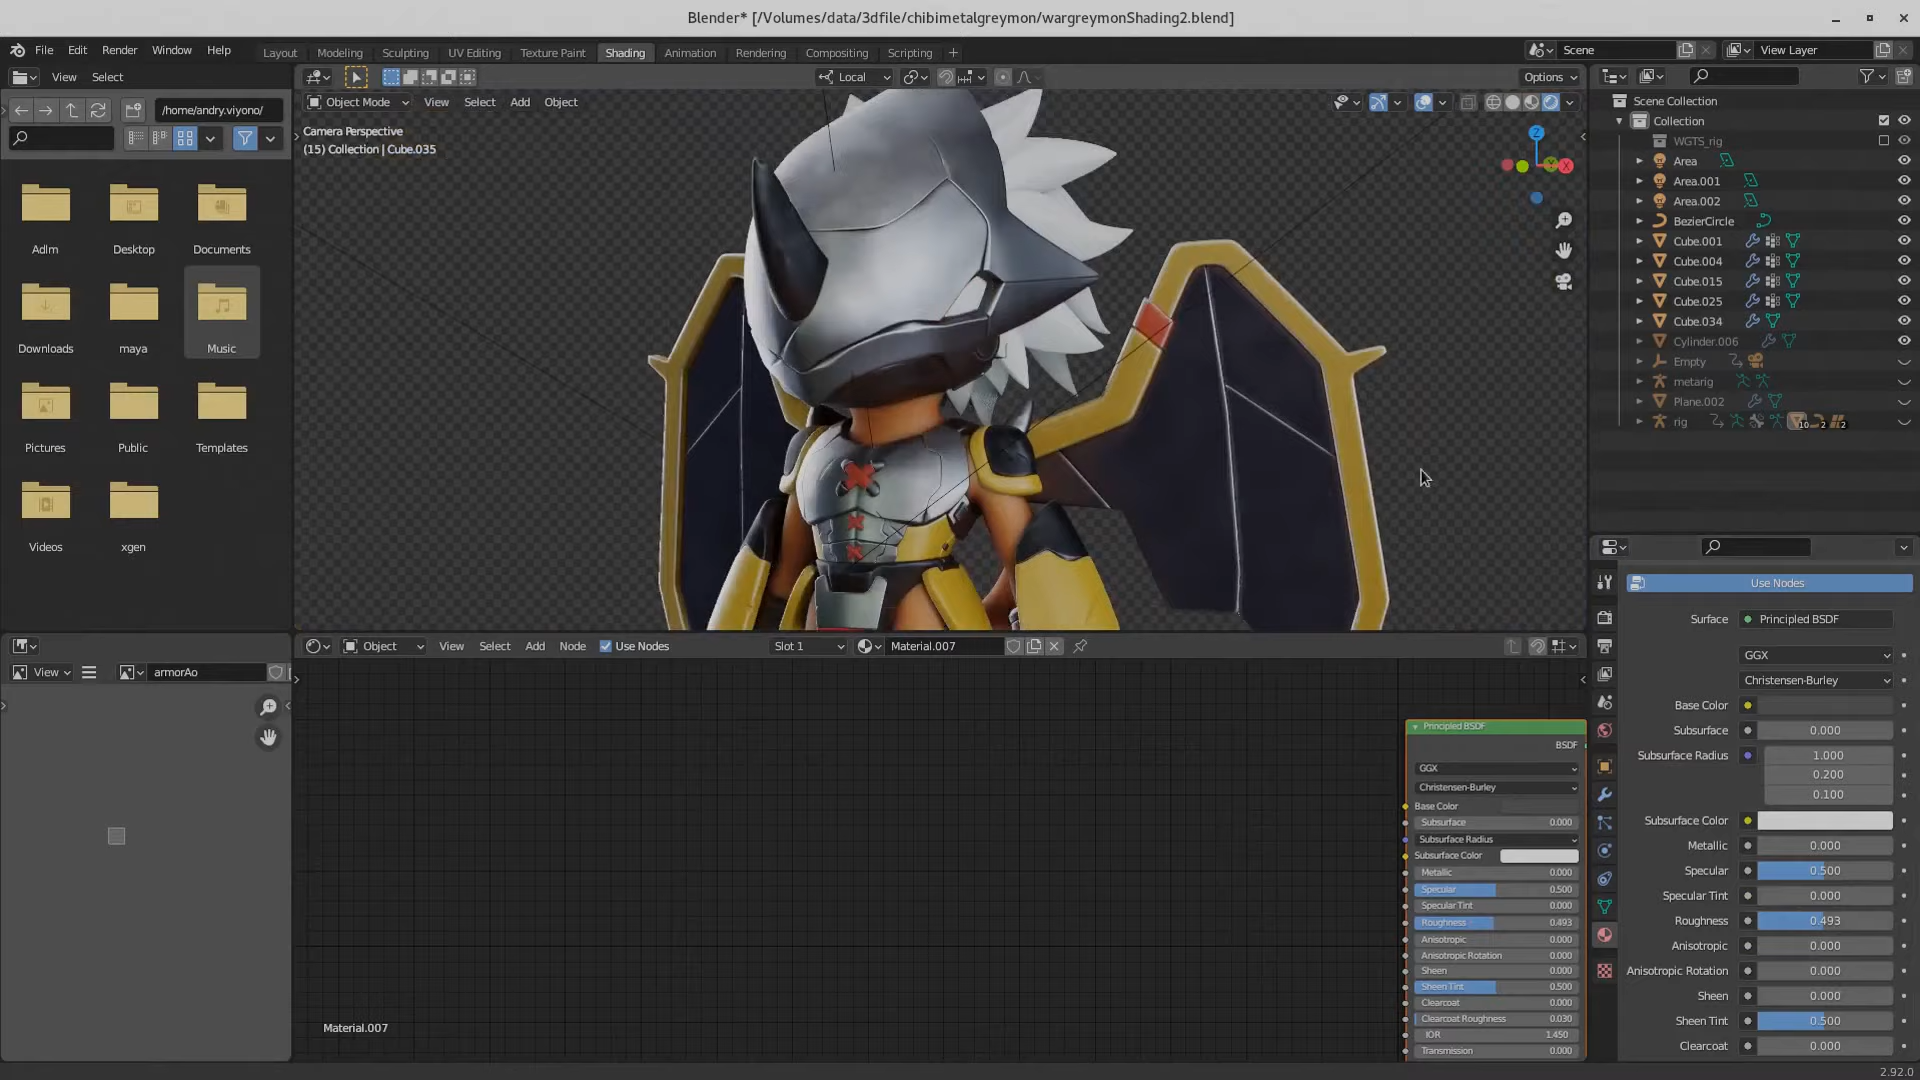 Blender* [/Volumes/data/3dfile/chibimetalgreymon/wargreymonShading2.blend]
File Edit Render Window Help
Layout Modeling Sculpting UV Editing Texture Paint Shading Animation Rendering Compositing Scripting +
Scene
View Layer
View Select
Local
Options
/home/andry.viyono/
Object Mode View Select Add Object
Camera Perspective
(15) Collection | Cube.035
Z
Y
X
Adlm
Desktop
Documents
Downloads
maya
Music
Pictures
Public
Templates
Videos
xgen
Scene Collection
Collection
WGTS_rig
Area
Area.001
Area.002
BezierCircle
Cube.001
Cube.004
Cube.015
Cube.025
Cube.034
Cylinder.006
Empty
metarig
Plane.002
rig 10 2 2
Use Nodes
Surface Principled BSDF
GGX
Christensen-Burley
Base Color
Subsurface 0.000
Subsurface Radius 1.000
0.200
0.100
Subsurface Color
Metallic 0.000
Specular 0.500
Specular Tint 0.000
Roughness 0.493
Anisotropic 0.000
Anisotropic Rotation 0.000
Sheen 0.000
Sheen Tint 0.500
Clearcoat 0.000
View armorAo
Object View Select Add Node Use Nodes Slot 1 Material.007
Principled BSDF
BSDF
GGX
Christensen-Burley
Base Color
Subsurface 0.000
Subsurface Radius
Subsurface Color
Metallic 0.000
Specular 0.500
Specular Tint 0.000
Roughness 0.493
Anisotropic 0.000
Anisotropic Rotation 0.000
Sheen 0.000
Sheen Tint 0.500
Clearcoat 0.000
Clearcoat Roughness 0.030
IOR 1.450
Transmission 0.000
Material.007
2.92.0